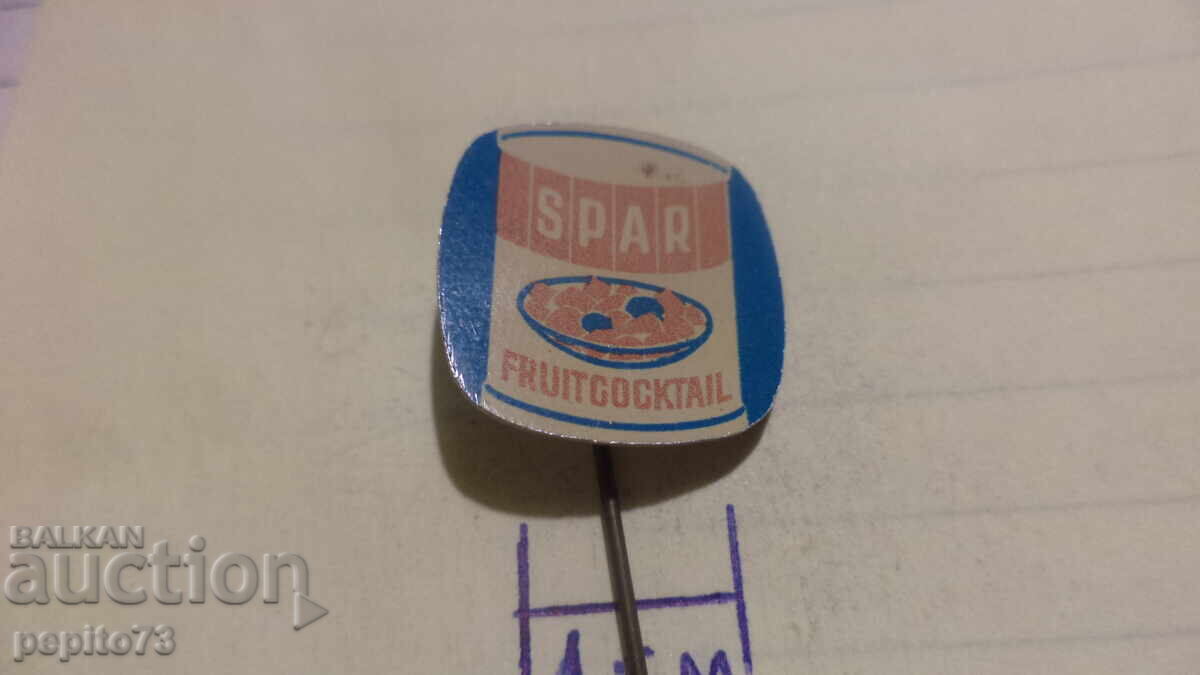 SPAR
FRUITCOCKTAIL
BALKAN
auction
pepito73